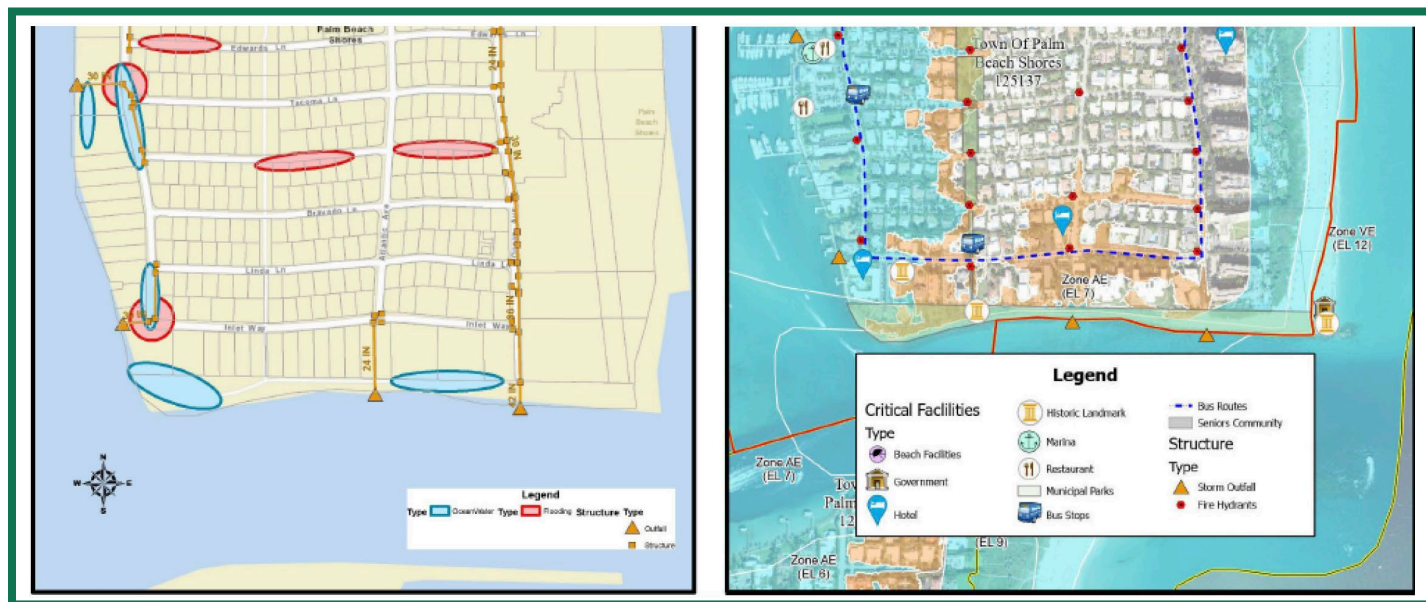 Palm Beach
Shores
Edwards Ln
24 IN
30 IN
Tacoma Ln
Palm
Beach
Shores
Bravado Ln
Atlantic Ave
Linda Ln
Linda L
Inlet Way
Inlet Way
36 IN
24 IN
42 IN
N
W
E
S
Legend
Type OceanWater Type Flooding Structure Type
Outfall
Structure
Town Of Palm
Beach Shores
125137
Zone VE
(EL 12)
Zone AE
(EL 7)
Zone AE
(EL 7)
Zone AE
(EL 6)
(EL 9)
Legend
Critical Facilities
Type
Beach Facilities
Government
Hotel
Historic Landmark
Marina
Restaurant
Municipal Parks
Bus Stops
Bus Routes
Seniors Community
Structure
Type
Storm Outfall
Fire Hydrants